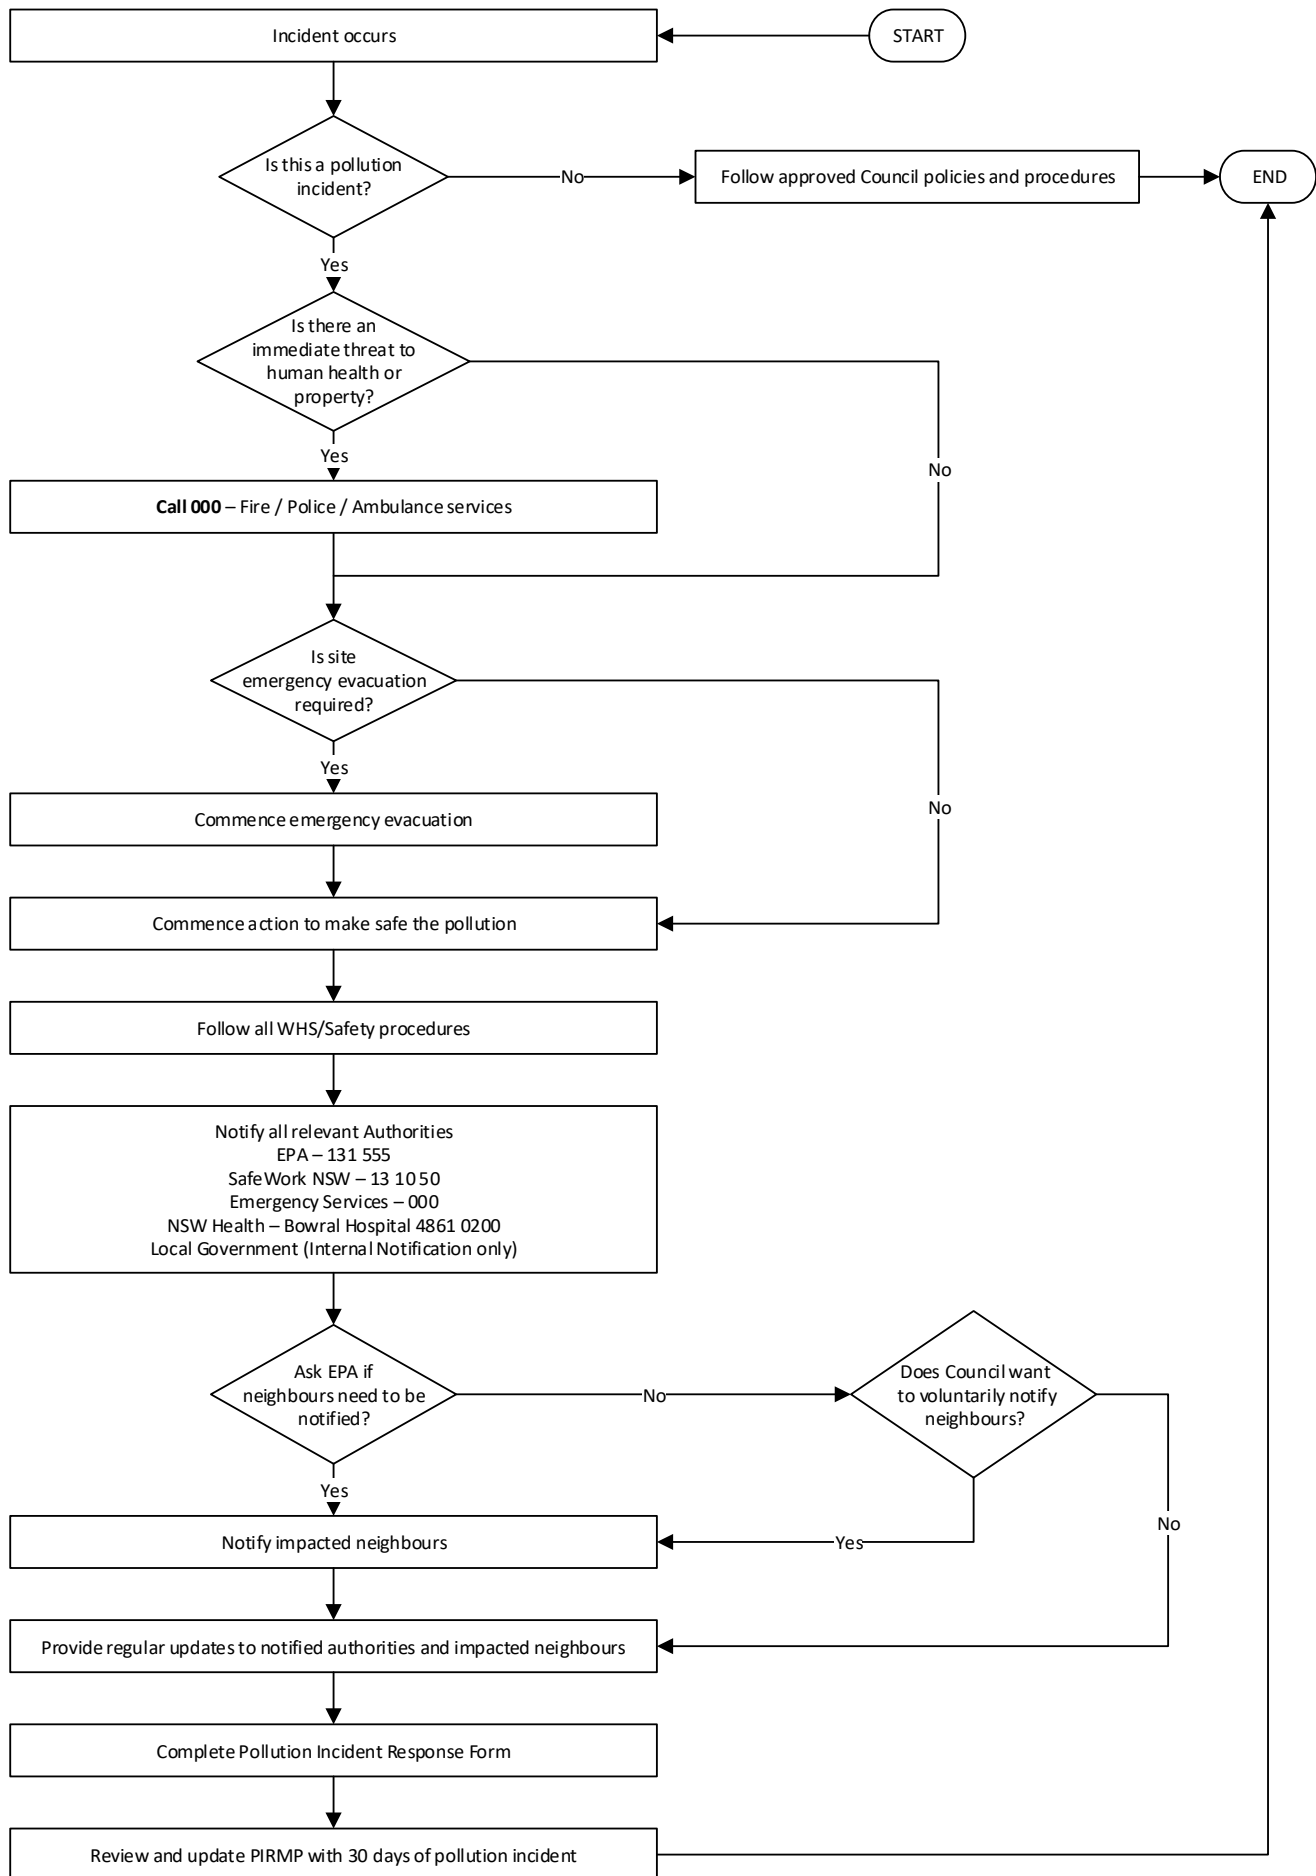 Incident occurs
START
Is this a pollution
incident?
No
Follow approved Council policies and procedures
END
Yes
Is there an
immediate threat to
human health or
property?
No
Yes
Call 000 – Fire / Police / Ambulance services
Is site
emergency evacuation
required?
Yes
No
Commence emergency evacuation
Commence action to make safe the pollution
Follow all WHS/Safety procedures
Notify all relevant Authorities
EPA – 131 555
SafeWork NSW – 13 10 50
Emergency Services – 000
NSW Health – Bowral Hospital 4861 0200
Local Government (Internal Notification only)
Ask EPA if
neighbours need to be
notified?
No
Does Council want
to voluntarily notify
neighbours?
Yes
No
Notify impacted neighbours
Yes
Provide regular updates to notified authorities and impacted neighbours
Complete Pollution Incident Response Form
Review and update PIRMP with 30 days of pollution incident